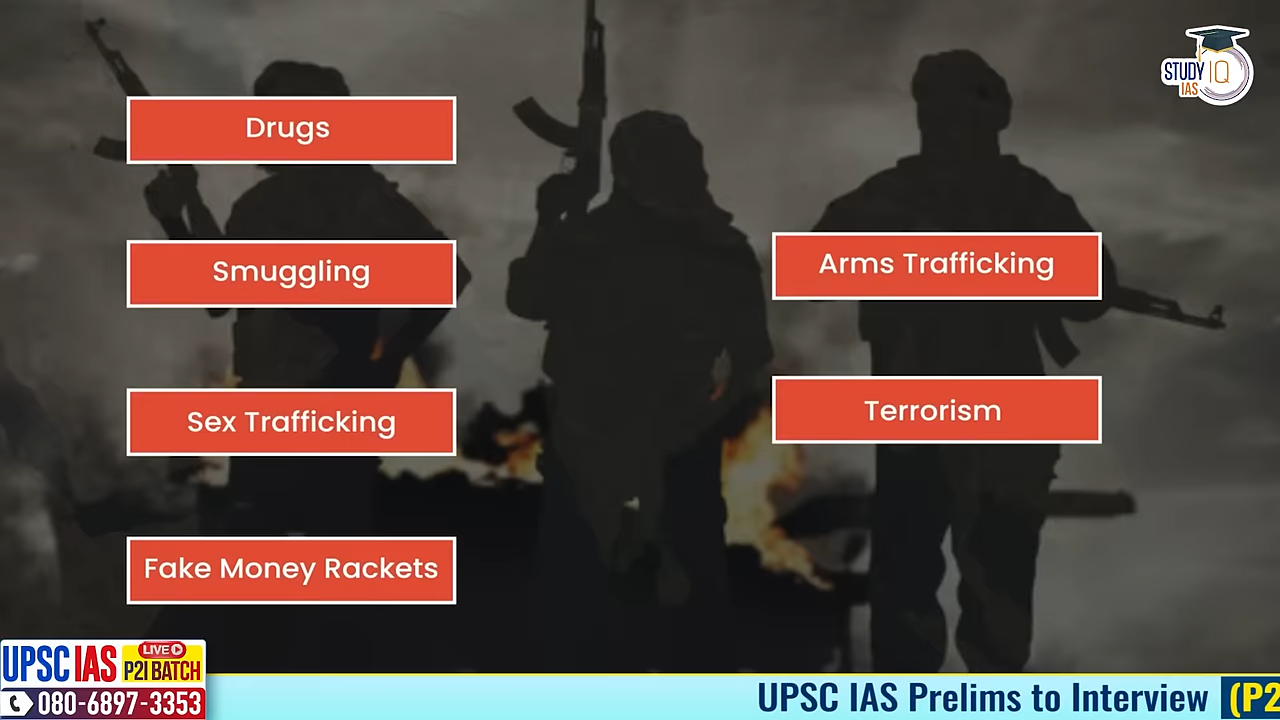 STUDY IQ
IAS
Drugs
Smuggling
Sex Trafficking
Fake Money Rackets
Arms Trafficking
Terrorism
UPSC IAS
LIVE
P2I BATCH
080-6897-3353
UPSC IAS Prelims to Interview (P2